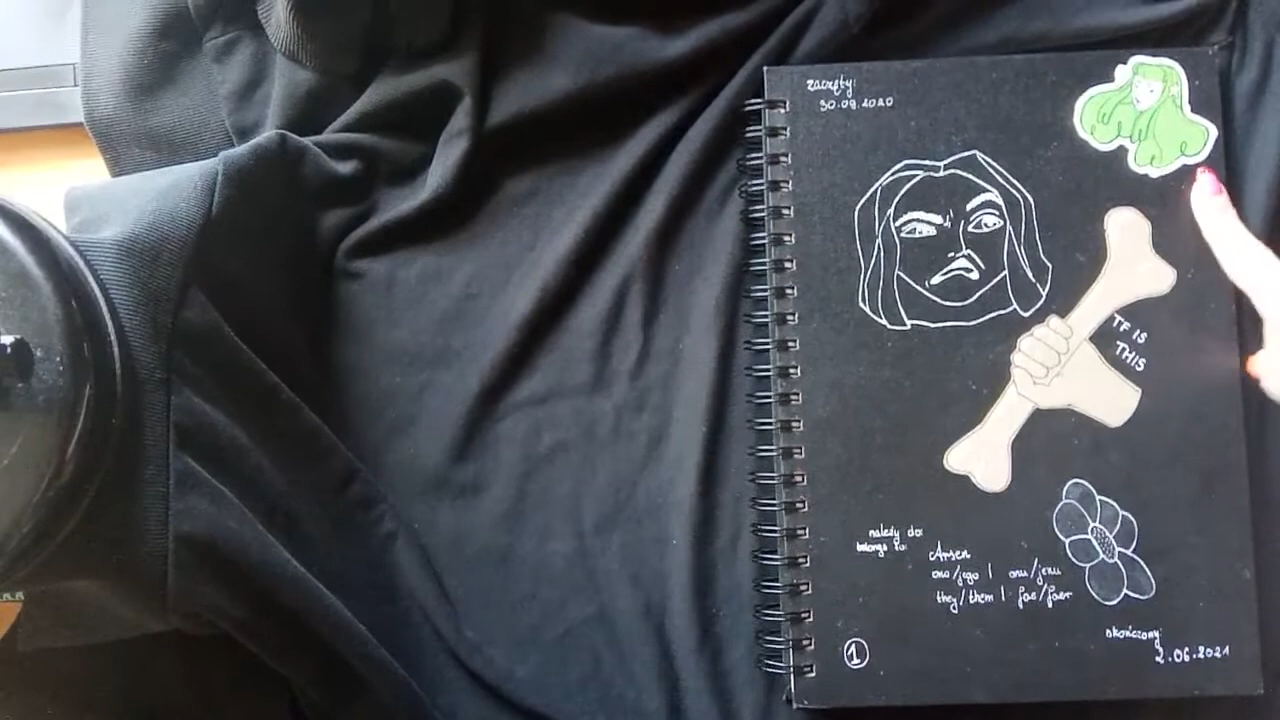 zaczęty:
30.09.2020
TF IS
THIS
należy do:
belongs to:
Arsen
ono/jego | onu/jenu
they/them | fae/faer
skończony:
2.06.2021
1